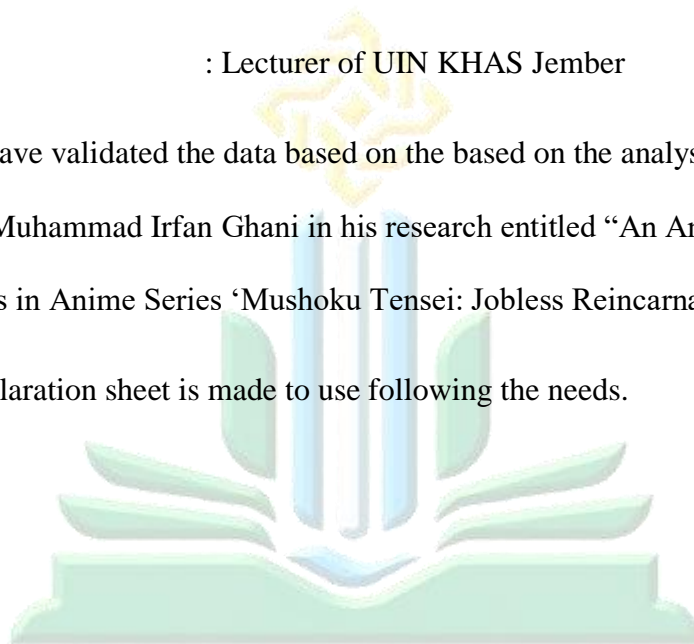 : Lecturer of UIN KHAS Jember
ave validated the data based on the based on the analys
Muhammad Irfan Ghani in his research entitled “An An
s in Anime Series ‘Mushoku Tensei: Jobless Reincarna
laration sheet is made to use following the needs.